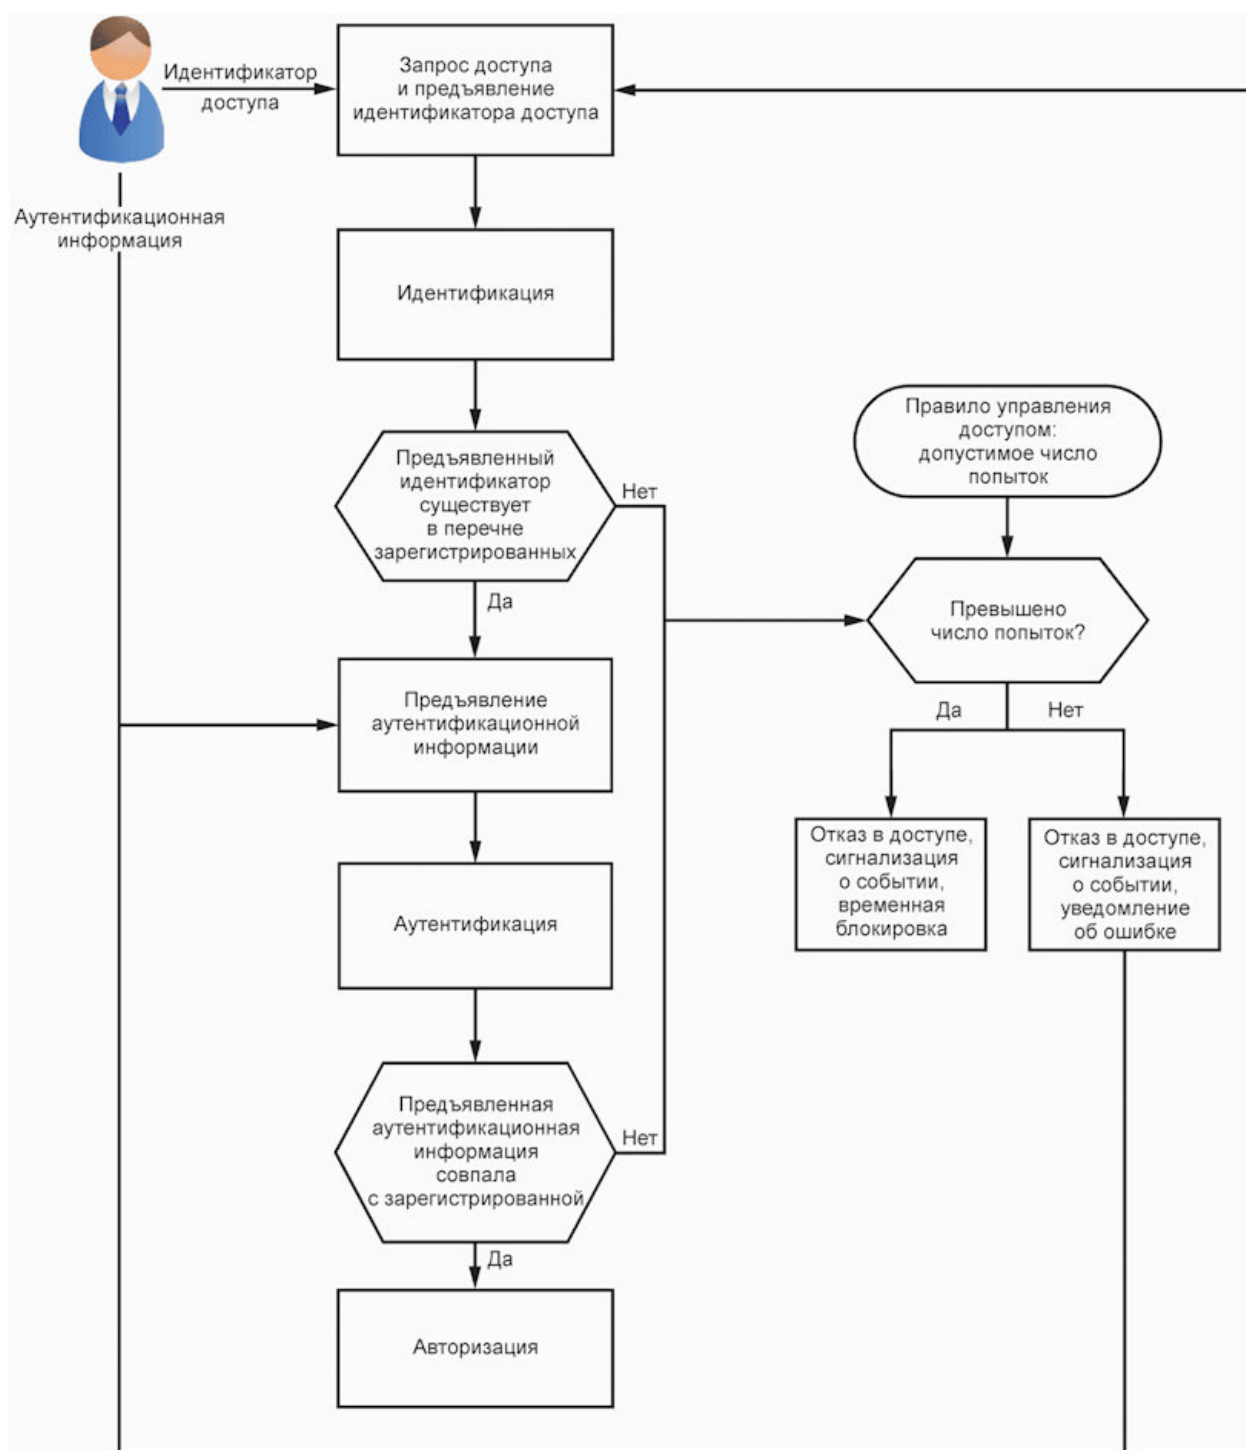 Идентификатор
доступа
Запрос доступа
и предъявление
идентификатора доступа
Аутентификационная
информация
Идентификация
Предъявленный
идентификатор
существует
в перечне
зарегистрированных
Нет
Да
Правило управления
доступом:
допустимое число
попыток
Превышено
число попыток?
Да
Нет
Предъявление
аутентификационной
информации
Отказ в доступе,
сигнализация
о событии,
временная
блокировка
Отказ в доступе,
сигнализация
о событии,
уведомление
об ошибке
Аутентификация
Предъявленная
аутентификационная
информация
совпала
с зарегистрированной
Нет
Да
Авторизация